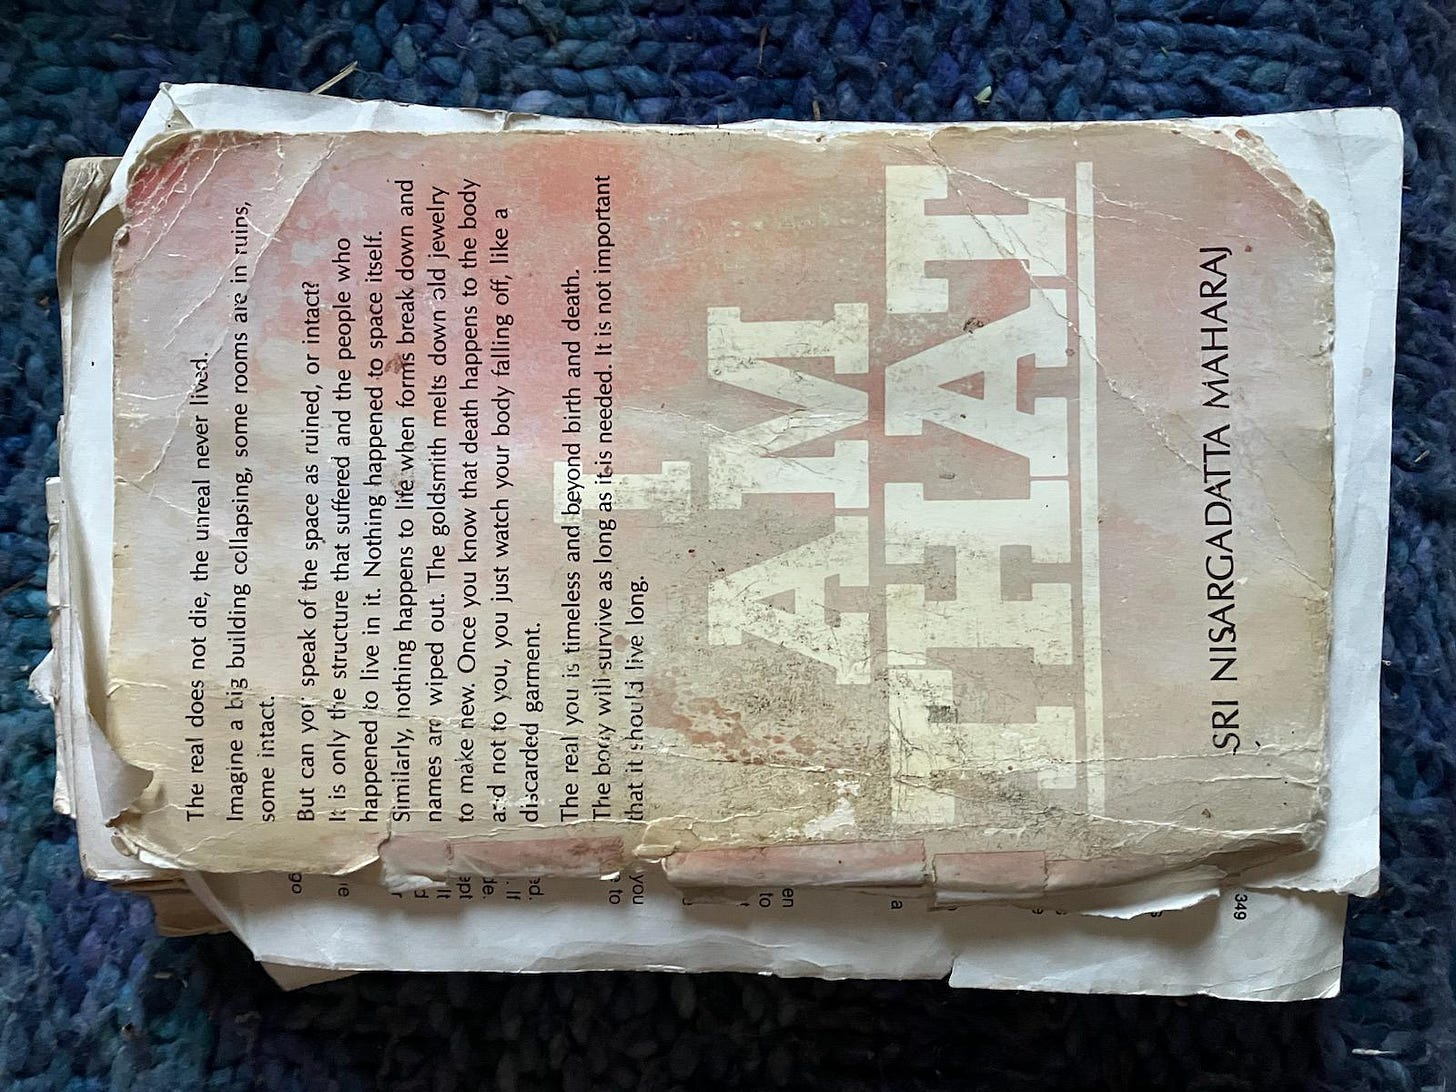 The real does not die, the unreal never lived.
Imagine a big building collapsing, some rooms are in ruins,
some intact.
But can you speak of the space as ruined, or intact?
It is only the structure that suffered and the people who
happened to live in it. Nothing happened to space itself.
Similarly, nothing happens to life when forms break down and
names are wiped out. The goldsmith melts down old jewelry
to make new. Once you know that death happens to the body
and not to you, you just watch your body falling off, like a
discarded garment.
The real you is timeless and beyond birth and death.
The body will survive as long as it is needed. It is not important
that it should live long.
I
AM
THAT
SRI NISARGADATTA MAHARAJ
go
you
to
en
to
a
349